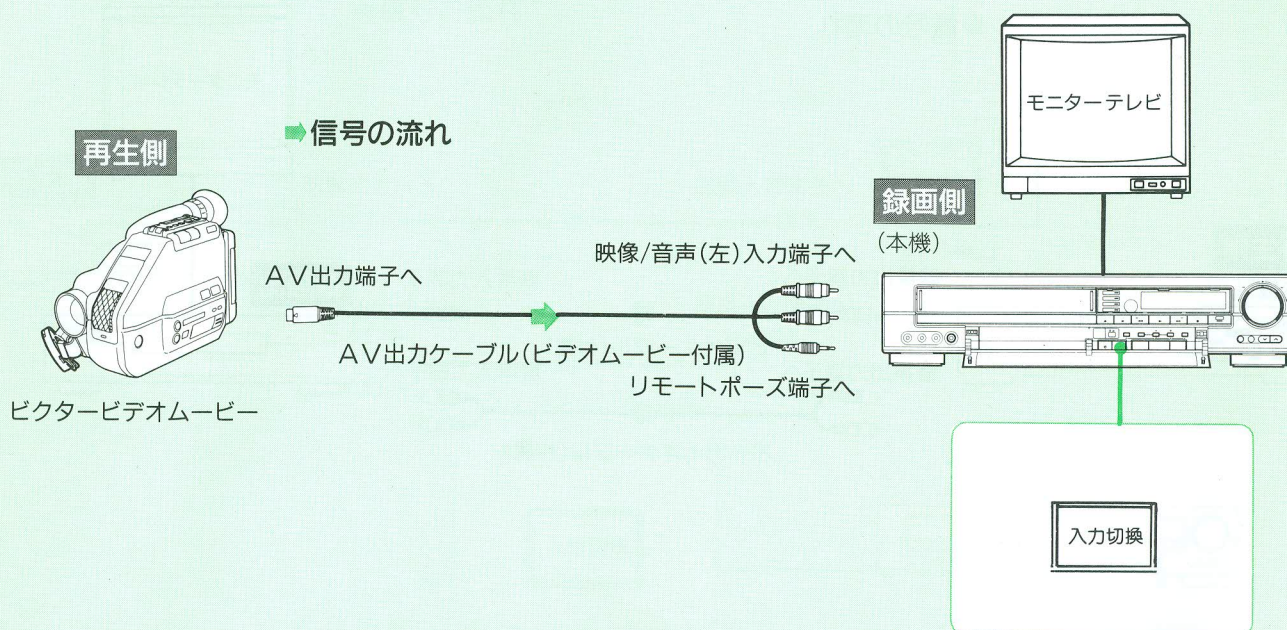 モニターテレビ
➡信号の流れ
再生側
録画側
(本機)
映像/音声(左)入力端子へ
AV出力端子へ
AV出力ケーブル(ビデオムービー付属)
リモートポーズ端子へ
ビクタービデオムービー
入力切換